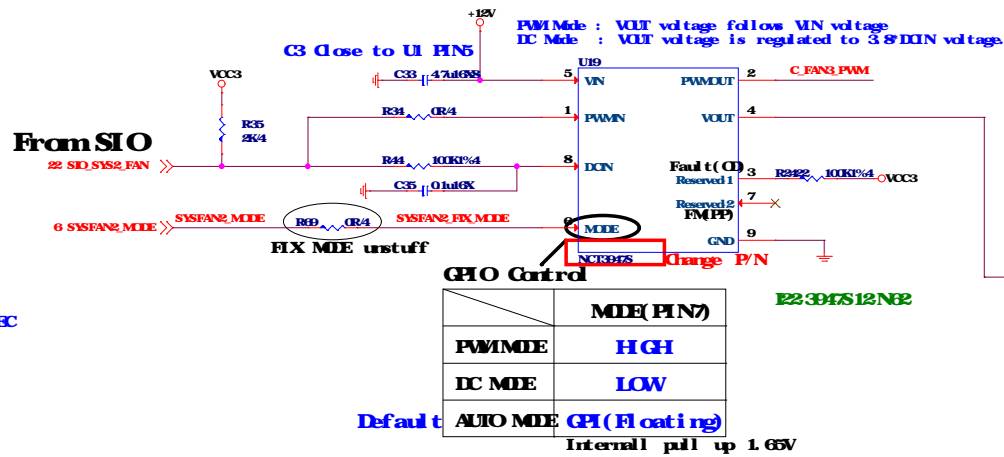 +12V
PWM Mode : VOUT voltage follows VIN voltage
DC Mode : VOUT voltage is regulated to 3.8*DCIN voltage.
C3 Close to U1 PIN5
U19
VCC3
C33 4.7u16X8
5 VIN
PWMOUT 2
C_FAN3_PWM
R34 0R/4
1 PWMIN
VOUT 4
R35
2K/4
From SIO
22 SIO_SYS2_FAN
R44 100K1%4
8 DCIN
Fault(OD)
Reserved-1 3
R2422 100K1%4
VCC3
C35 0.1u16X
Reserved-2 7
FM(PP)
6 SYSFAN2_MODE
SYSFAN2_MODE
R69 0R/4
SYSFAN2_FIX_MODE
6 MODE
GND 9
FIX MODE unstuff
NCT3947S
Change P/N
GPIO Control
I22-3947S12-N62
EC
MODE(PIN7)
PWM MODE HIGH
DC MODE LOW
Default AUTO MODE GPI(Floating)
Internall pull up 1.65V